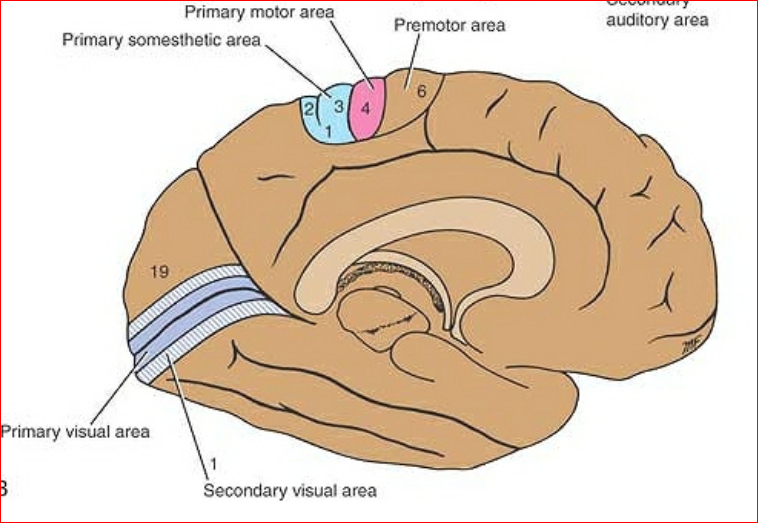 Secondary
auditory area
Primary motor area
Premotor area
Primary somesthetic area
2
3
1
4
6
19
Primary visual area
1
Secondary visual area